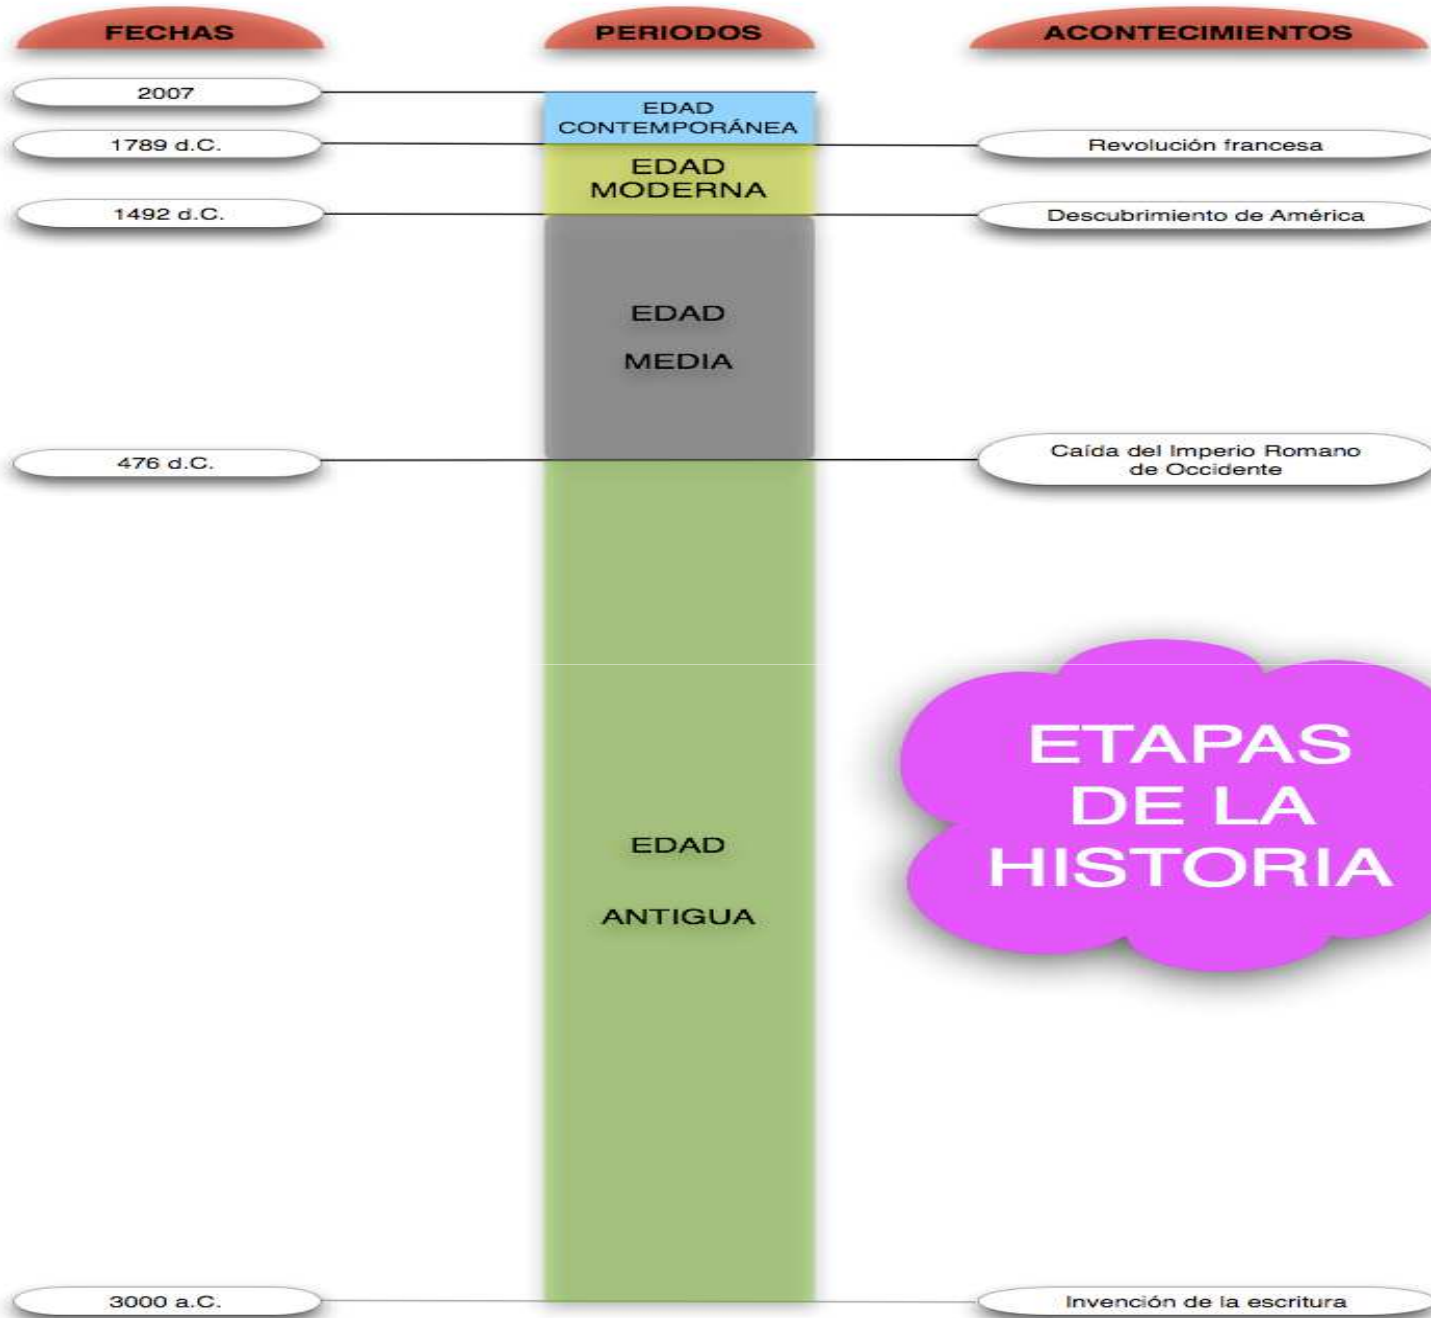 FECHAS
PERIODOS
ACONTECIMIENTOS
2007
EDAD
CONTEMPORÁNEA
1789 d.C.
Revolución francesa
EDAD
MODERNA
1492 d.C.
Descubrimiento de América
EDAD
MEDIA
476 d.C.
Caída del Imperio Romano
de Occidente
ETAPAS
DE LA
HISTORIA
EDAD
ANTIGUA
3000 a.C.
Invención de la escritura